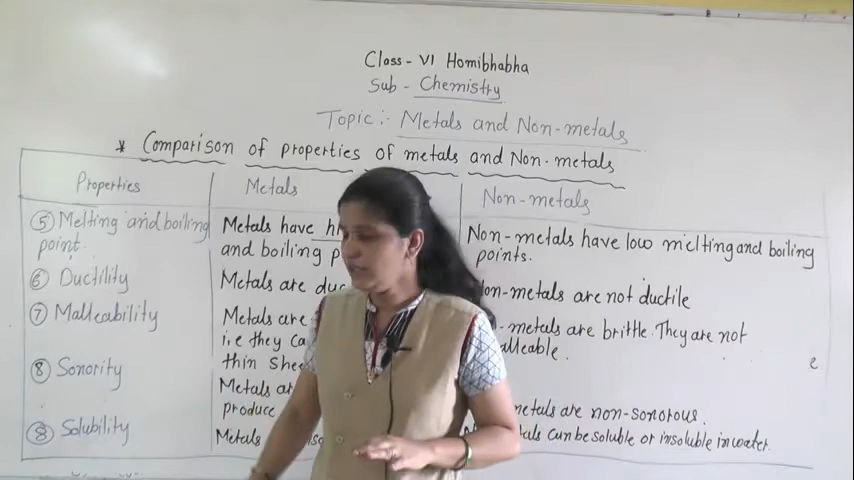 Class - VI Homibhabha
Sub - Chemistry
Topic :- Metals and Non-metals
* Comparison of properties of metals and Non-metals
Properties
Metals
Non-metals
⑤ Melting and boiling
point.
Metals have
and boiling
Non-metals have low melting and boiling
points.
⑥ Ductility
Metals are
Non-metals are not ductile
⑦ Malleability
Metals are
i.e they
thin
metals are brittle. They are not
malleable.
⑧ Sonority
Metals
produce
metals are non-sonorous.
⑧ Solubility
Metals
can be soluble or insoluble in water.
e